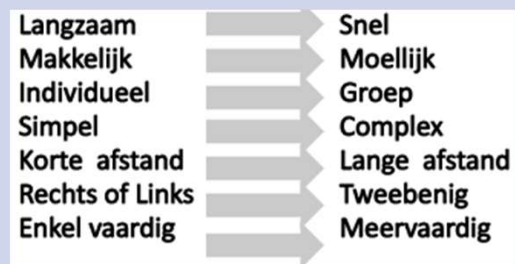 Langzaam Snel
Makkelijk Moellijk
Individueel Groep
Simpel Complex
Korte afstand Lange afstand
Rechts of Links Tweebenig
Enkel vaardig Meervaardig